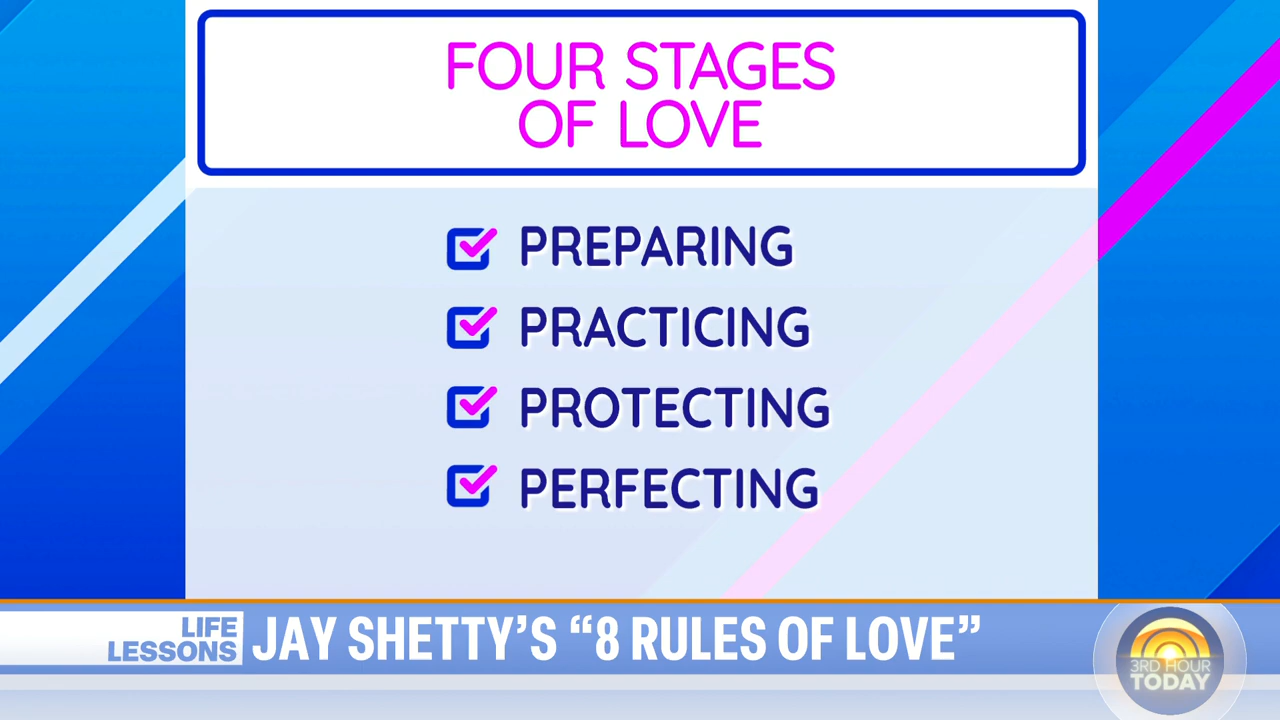 FOUR STAGES
OF LOVE
PREPARING
PRACTICING
PROTECTING
PERFECTING
LIFE
LESSONS
JAY SHETTY’S “8 RULES OF LOVE”
3RD HOUR
TODAY